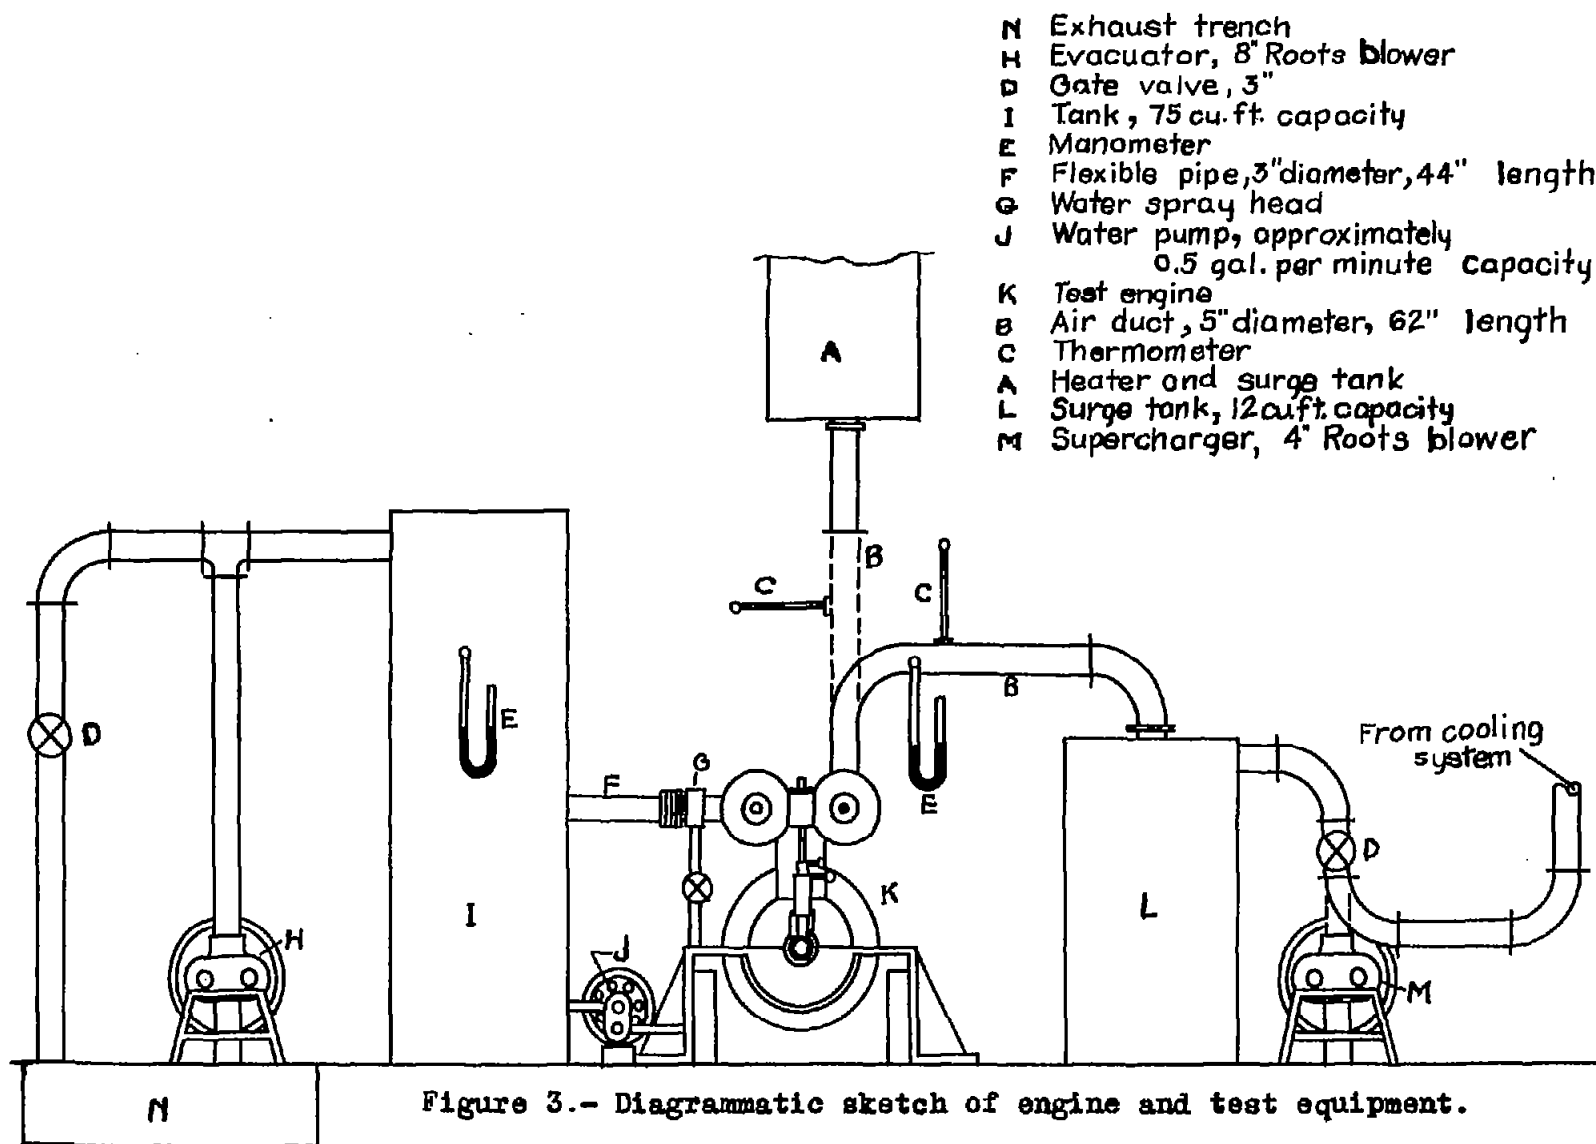 N Exhaust trench
H Evacuator, 8" Roots blower
D Gate valve, 3"
I Tank, 75 cu.ft. capacity
E Manometer
F Flexible pipe, 3" diameter, 44" length
G Water spray head
J Water pump, approximately
0.5 gal. per minute capacity
K Test engine
B Air duct, 5" diameter, 62" length
C Thermometer
A Heater and surge tank
L Surge tank, 12 cu.ft. capacity
M Supercharger, 4" Roots blower
A
B
C
C
B
E
D
E
From cooling
system
G
F
D
K
L
I
H
J
M
N
Figure 3.- Diagrammatic sketch of engine and test equipment.